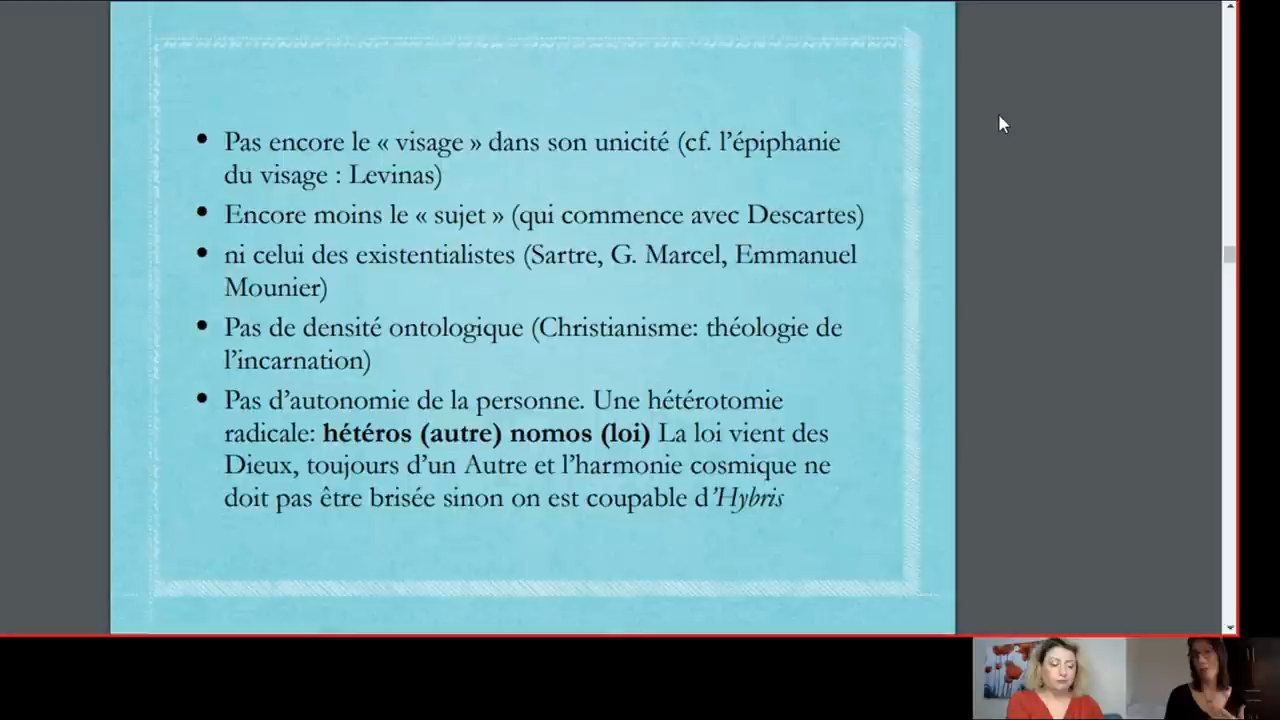 • Pas encore le « visage » dans son unicité (cf. l’épiphanie
du visage : Levinas)
• Encore moins le « sujet » (qui commence avec Descartes)
• ni celui des existentialistes (Sartre, G. Marcel, Emmanuel
Mounier)
• Pas de densité ontologique (Christianisme: théologie de
l’incarnation)
• Pas d’autonomie de la personne. Une hétérotomie
radicale: hétéros (autre) nomos (loi) La loi vient des
Dieux, toujours d’un Autre et l’harmonie cosmique ne
doit pas être brisée sinon on est coupable d’Hybris